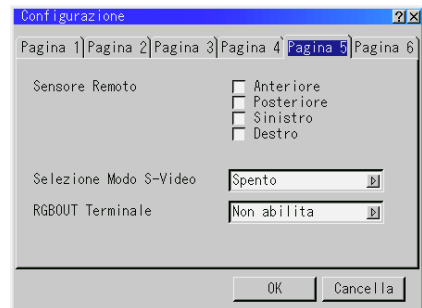 Configurazione ? X
Pagina 1 Pagina 2 Pagina 3 Pagina 4 Pagina 5 Pagina 6
Sensore Remoto Anteriore
Posteriore
Sinistro
Destro
Selezione Modo S-Video Spento
RGBOUT Terminale Non abilita
OK Cancella